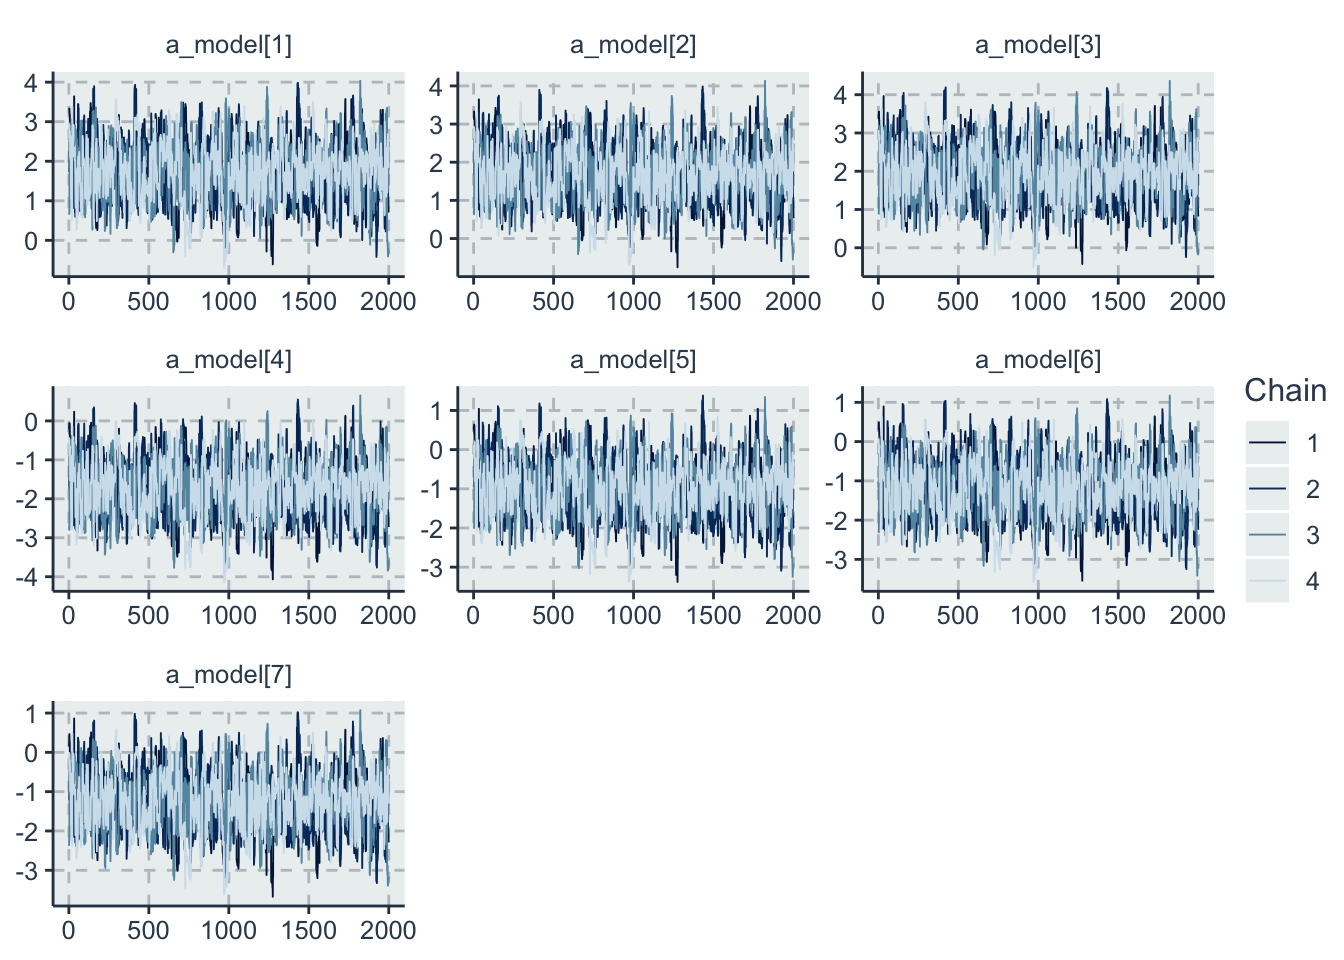 a_model[1] a_model[2] a_model[3]
4 3 2 1 0
4 3 2 1 0
4 3 2 1 0
0 500 1000 1500 2000
0 500 1000 1500 2000
0 500 1000 1500 2000
a_model[4] a_model[5] a_model[6]
0 -1 -2 -3 -4
1 0 -1 -2 -3
1 0 -1 -2 -3
0 500 1000 1500 2000
0 500 1000 1500 2000
0 500 1000 1500 2000
Chain
1
2
3
4
a_model[7]
1 0 -1 -2 -3
0 500 1000 1500 2000